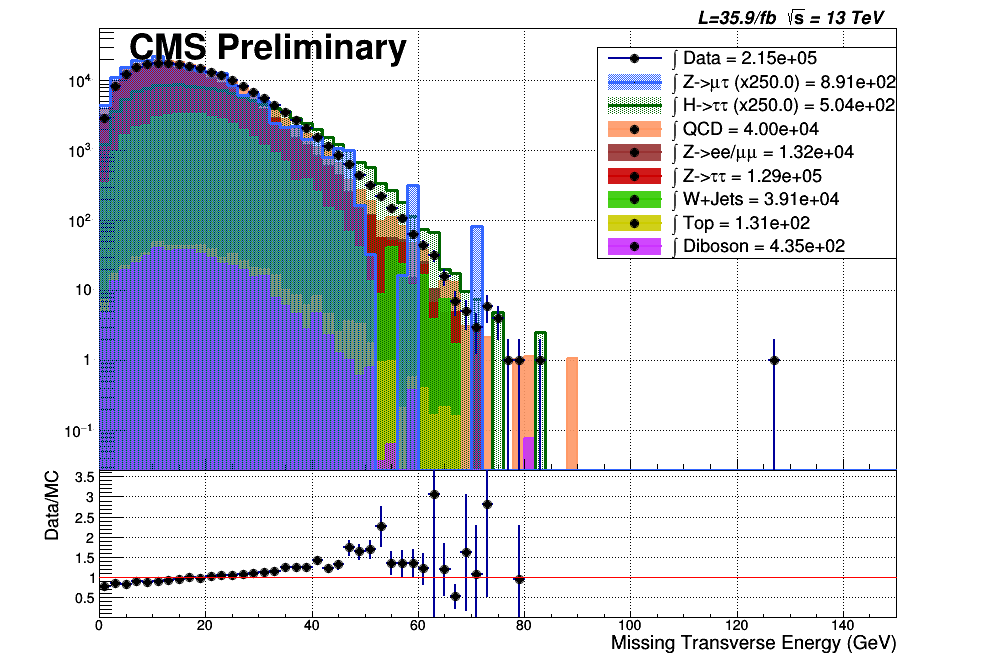 L=35.9/fb √s = 13 TeV
CMS Preliminary
∫ Data = 2.15e+05
∫ Z->μτ (x250.0) = 8.91e+02
∫ H->ττ (x250.0) = 5.04e+02
∫ QCD = 4.00e+04
∫ Z->ee/μμ = 1.32e+04
∫ Z->ττ = 1.29e+05
∫ W+Jets = 3.91e+04
∫ Top = 1.31e+02
∫ Diboson = 4.35e+02
10⁴
10³
10²
10
1
10⁻¹
Data/MC
3.5
3
2.5
2
1.5
1
0.5
0 20 40 60 80 100 120 140
Missing Transverse Energy (GeV)